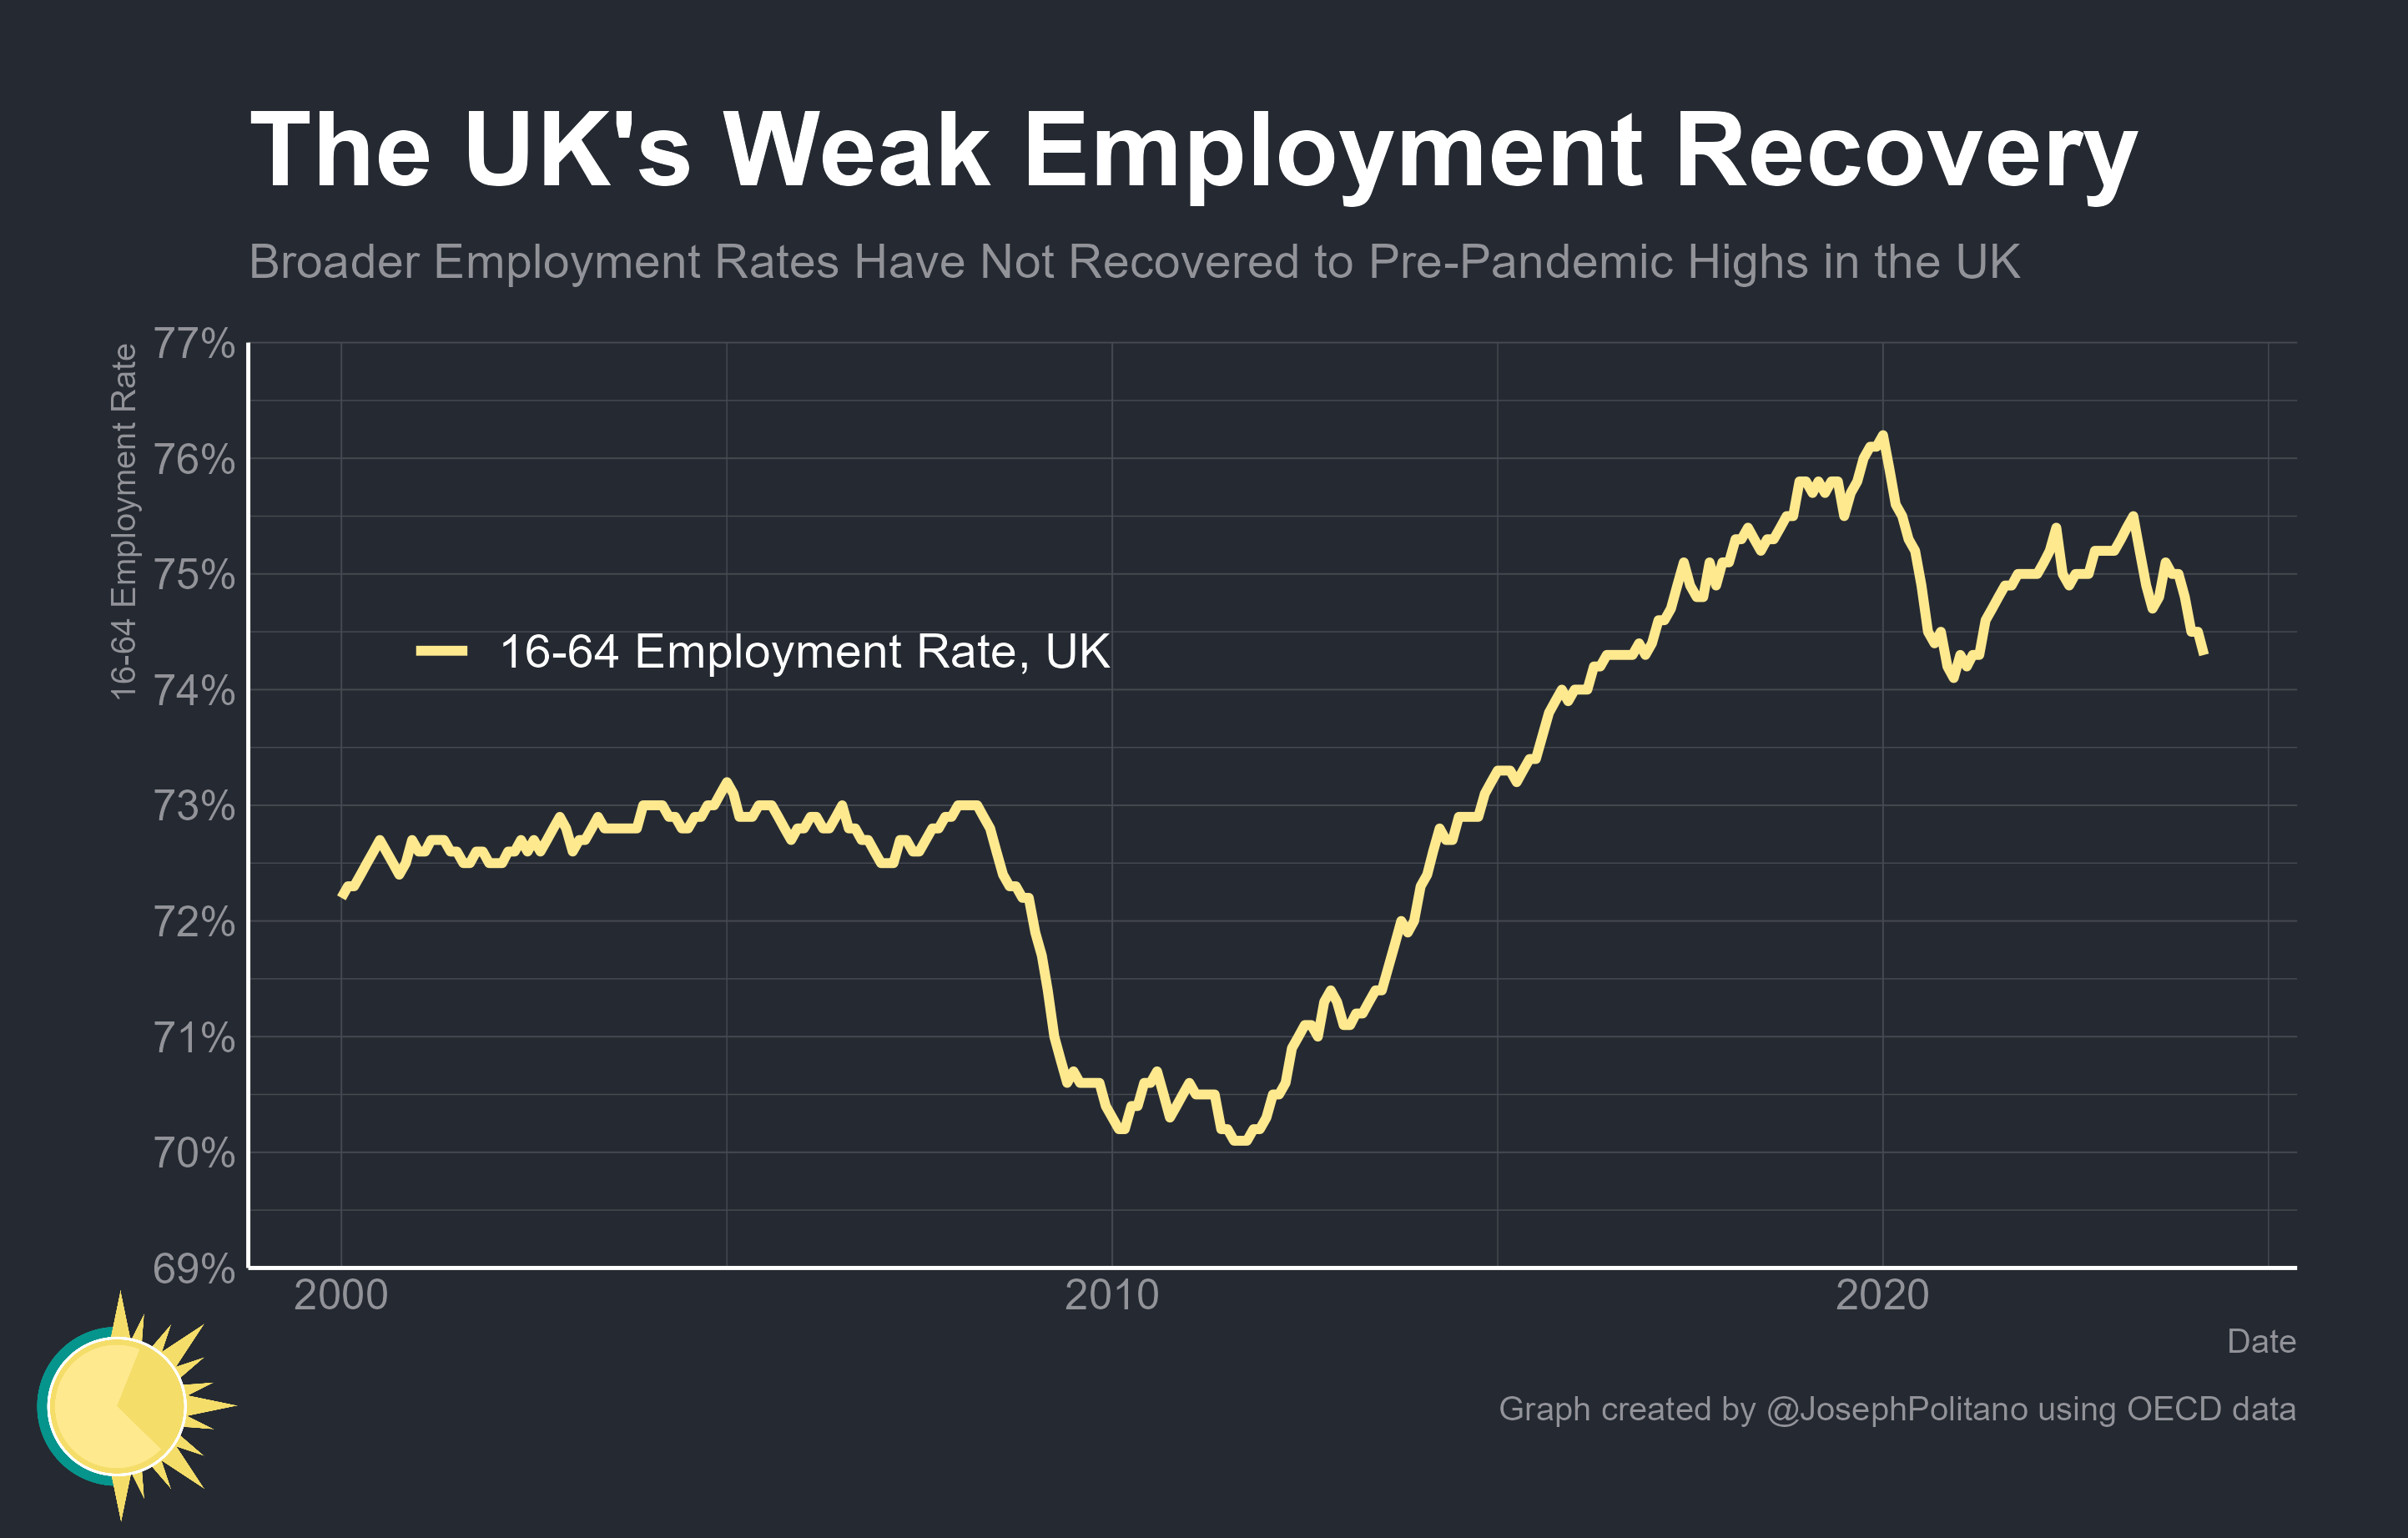 The UK's Weak Employment Recovery
Broader Employment Rates Have Not Recovered to Pre-Pandemic Highs in the UK
16-64 Employment Rate
77%
76%
75%
74%
73%
72%
71%
70%
69%
16-64 Employment Rate, UK
2000
2010
2020
Date
Graph created by @JosephPolitano using OECD data